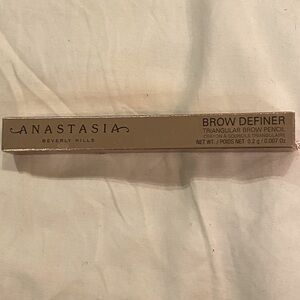 ANASTASIA
BEVERLY HILLS
BROW DEFINER
TRIANGULAR BROW PENCIL
CRAYON À SOURCILS TRIANGULAIRE
NET WT. / POIDS NET 0.2 g / 0.007 Oz